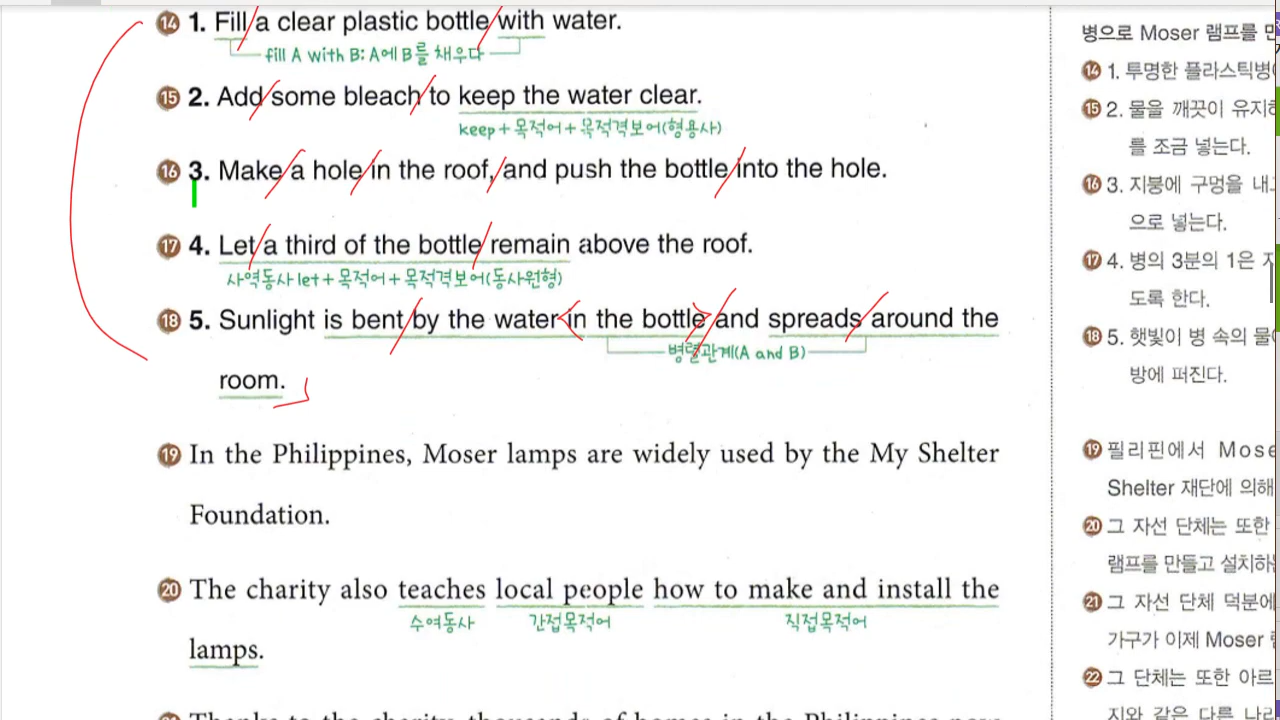 ⑭ 1. Fill a clear plastic bottle with water.
fill A with B: A에 B를 채우다
⑮ 2. Add some bleach to keep the water clear.
keep + 목적어 + 목적격보어(형용사)
⑯ 3. Make a hole in the roof, and push the bottle into the hole.
⑰ 4. Let a third of the bottle remain above the roof.
사역동사 let + 목적어 + 목적격보어(동사원형)
⑱ 5. Sunlight is bent by the water in the bottle and spreads around the
병렬관계(A and B)
room.
⑲ In the Philippines, Moser lamps are widely used by the My Shelter
Foundation.
⑳ The charity also teaches local people how to make and install the
수여동사 간접목적어 직접목적어
lamps.
병으로 Moser 램프를 만
⑭ 1. 투명한 플라스틱병에
⑮ 2. 물을 깨끗이 유지하
를 조금 넣는다.
⑯ 3. 지붕에 구멍을 내고
으로 넣는다.
⑰ 4. 병의 3분의 1은 지
도록 한다.
⑱ 5. 햇빛이 병 속의 물에
방에 퍼진다.
⑲ 필리핀에서 Mose
Shelter 재단에 의해
⑳ 그 자선 단체는 또한
램프를 만들고 설치하는
㉑ 그 자선 단체 덕분에
가구가 이제 Moser
㉒ 그 단체는 또한 아르
지와 같은 다른 나라